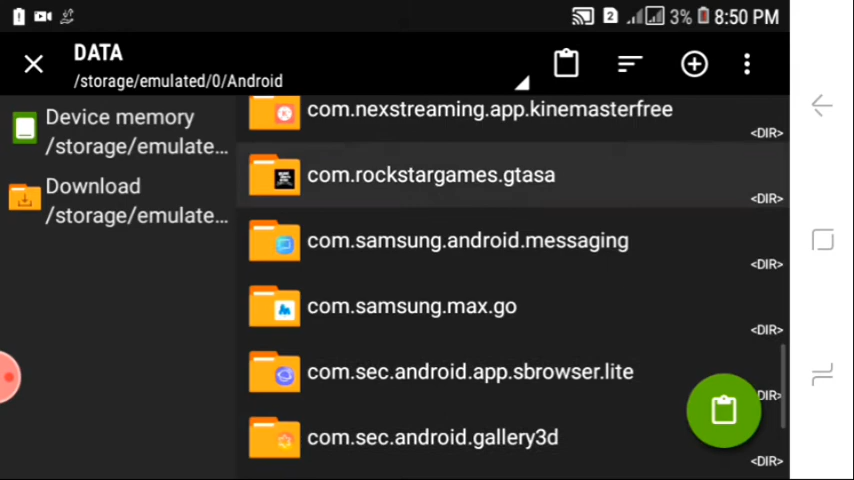 2 3% 8:50 PM
DATA
/storage/emulated/0/Android
Device memory
/storage/emulate...
Download
/storage/emulate...
com.nexstreaming.app.kinemasterfree
<DIR>
com.rockstargames.gtasa
<DIR>
com.samsung.android.messaging
<DIR>
com.samsung.max.go
<DIR>
com.sec.android.app.sbrowser.lite
DIR>
com.sec.android.gallery3d
<DIR>